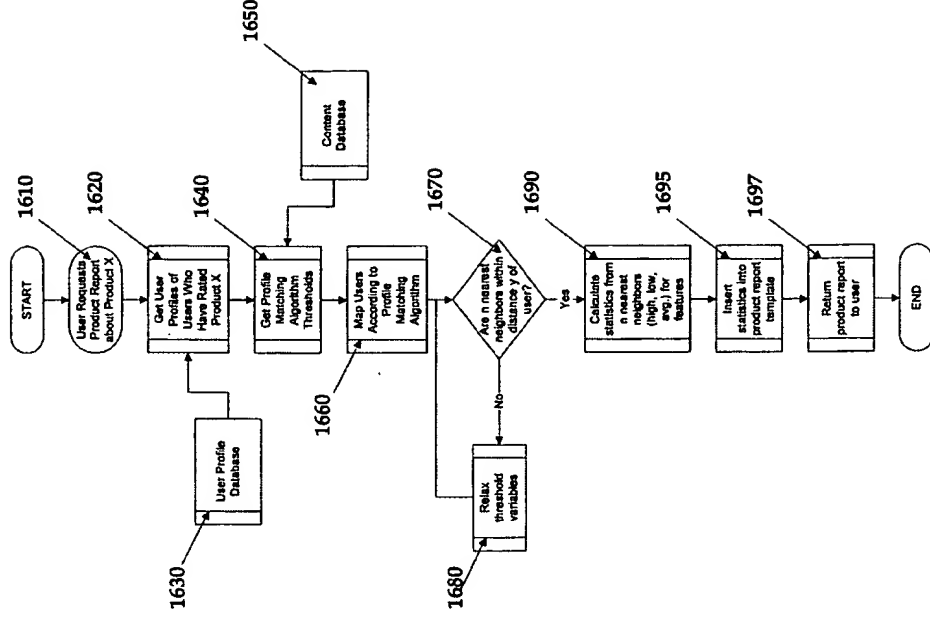 START
1610
User Requests
Product Report
about Product X
1620
Get User
Profiles of
Users Who
Have Rated
Product X
1630
User Profile
Database
1640
Get Profile
Matching
Algorithm
Thresholds
1650
Content
Database
1660
Map Users
According to
Profile
Matching
Algorithm
1670
Are n nearest
neighbors within
distance y of
user?
No
1680
Relax
threshold
variables
Yes
1690
Calculate
statistics from
n nearest
neighbors
(high, low,
avg.) for
features
1695
Insert
statistics into
product report
template
1697
Return
product report
to user
END